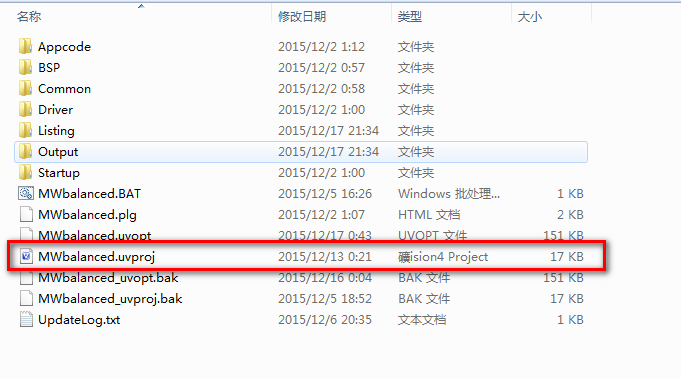 名称 修改日期 类型 大小
Appcode 2015/12/2 1:12 文件夹
BSP 2015/12/2 0:57 文件夹
Common 2015/12/2 0:58 文件夹
Driver 2015/12/2 1:00 文件夹
Listing 2015/12/17 21:34 文件夹
Output 2015/12/17 21:34 文件夹
Startup 2015/12/2 1:00 文件夹
MWbalanced.BAT 2015/12/5 16:26 Windows 批处理... 1 KB
MWbalanced.plg 2015/12/2 1:07 HTML 文档 2 KB
MWbalanced.uvopt 2015/12/17 0:43 UVOPT 文件 151 KB
MWbalanced.uvproj 2015/12/13 0:21 礦ision4 Project 17 KB
MWbalanced_uvopt.bak 2015/12/16 0:04 BAK 文件 151 KB
MWbalanced_uvproj.bak 2015/12/5 18:52 BAK 文件 17 KB
UpdateLog.txt 2015/12/6 20:35 文本文档 1 KB